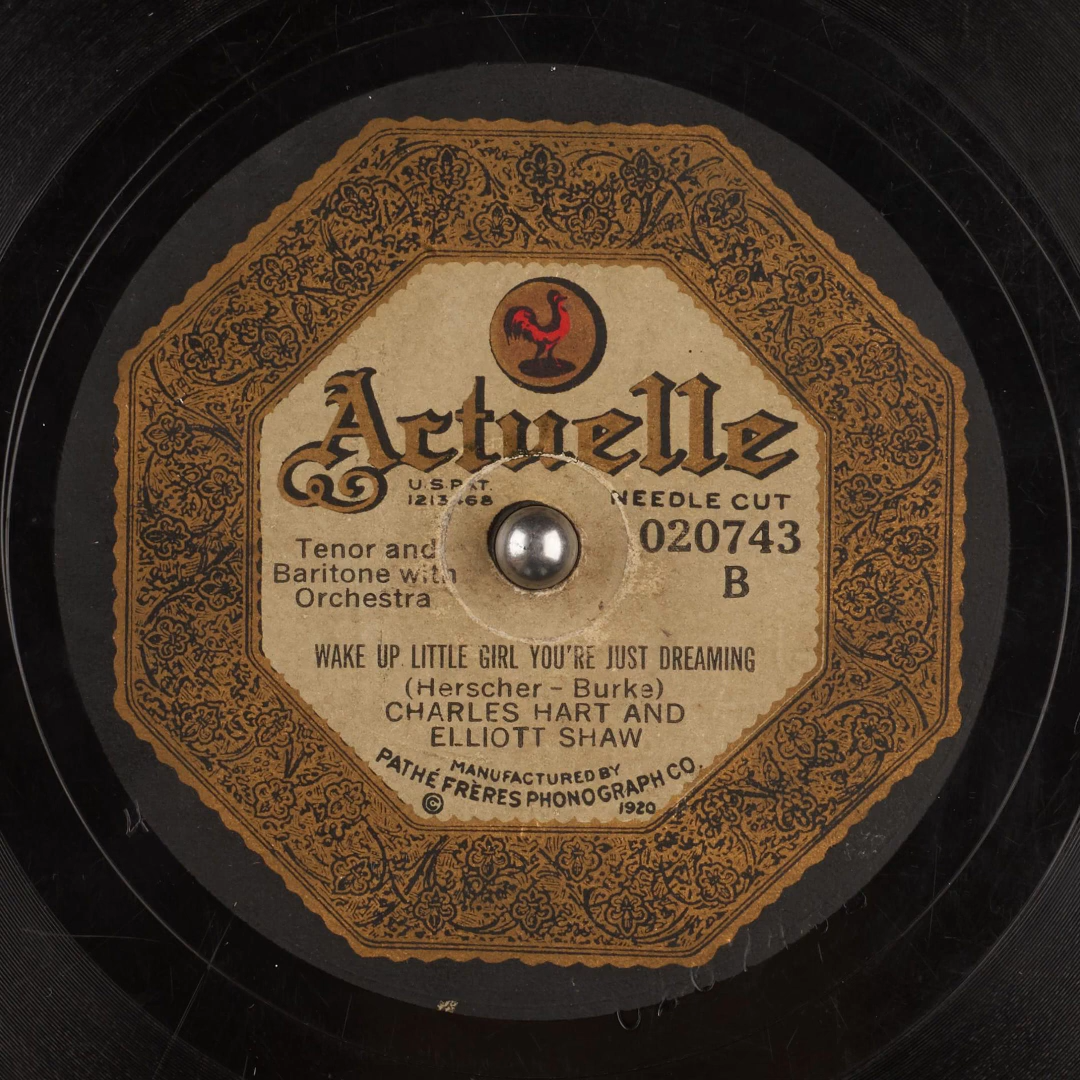 Actuelle
U.S. PAT.
NEEDLE CUT
020743
B
Tenor and
Baritone with
Orchestra
WAKE UP LITTLE GIRL YOU'RE JUST DREAMING
(Herscher - Burke)
CHARLES HART AND
ELLIOTT SHAW
MANUFACTURED BY
PATHÉ FRÈRES PHONOGRAPH CO.
© 1920